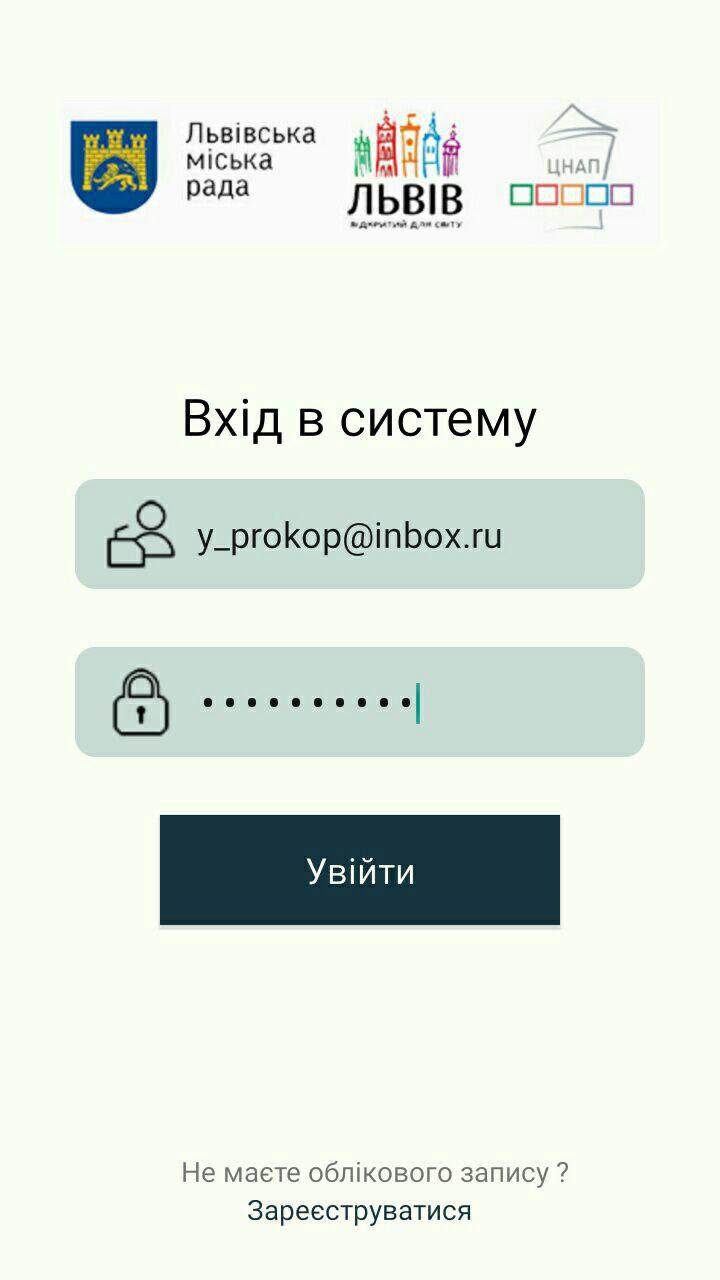 Львівська
міська
рада
ЛЬВІВ
ВІДКРИТИЙ ДЛЯ СВІТУ
ЦНАП
Вхід в систему
y_prokop@inbox.ru
••••••••••
Увійти
Не маєте облікового запису ?
Зареєструватися